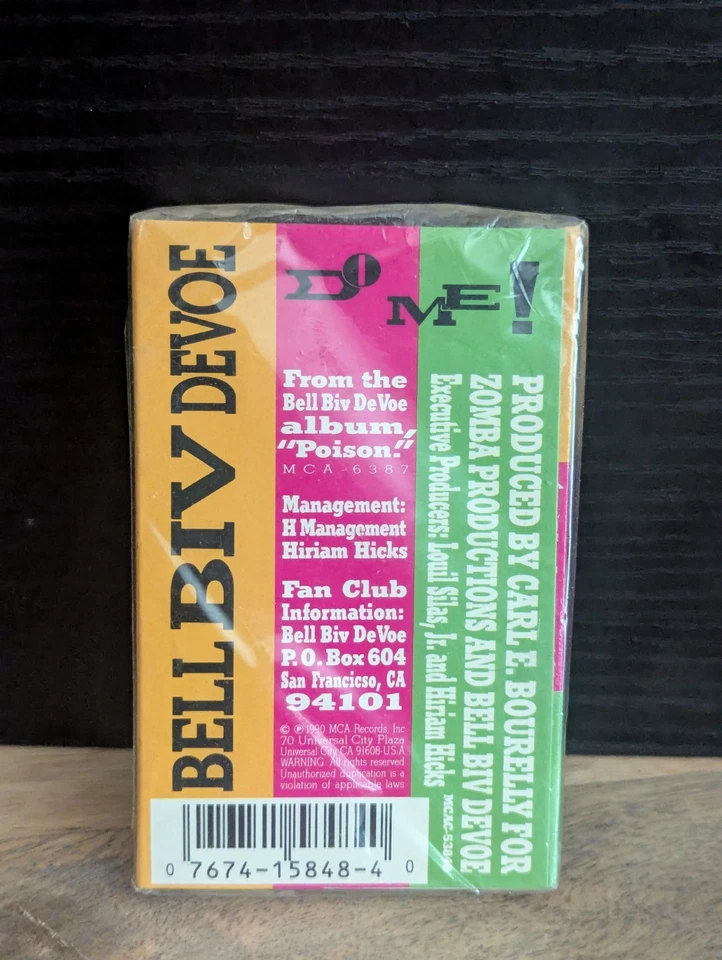 BELL BIV DEVOE
DO ME!
From the
Bell Biv DeVoe
album,
"Poison."
MCA-6387
Management:
H Management
Hiriam Hicks
Fan Club
Information:
Bell Biv DeVoe
P.O. Box 604
San Francicso, CA
94101
© ℗ 1990 MCA Records, Inc
70 Universal City Plaza
Universal City CA 91608-U.S.A
WARNING All rights reserved
Unauthorized duplication is a
violation of applicable laws
PRODUCED BY CARL E. BOURELLY FOR
ZOMBA PRODUCTIONS AND BELL BIV DEVOE
Executive Producers: Louil Silas, Jr. and Hiriam Hicks
0 7674-15848-4 0